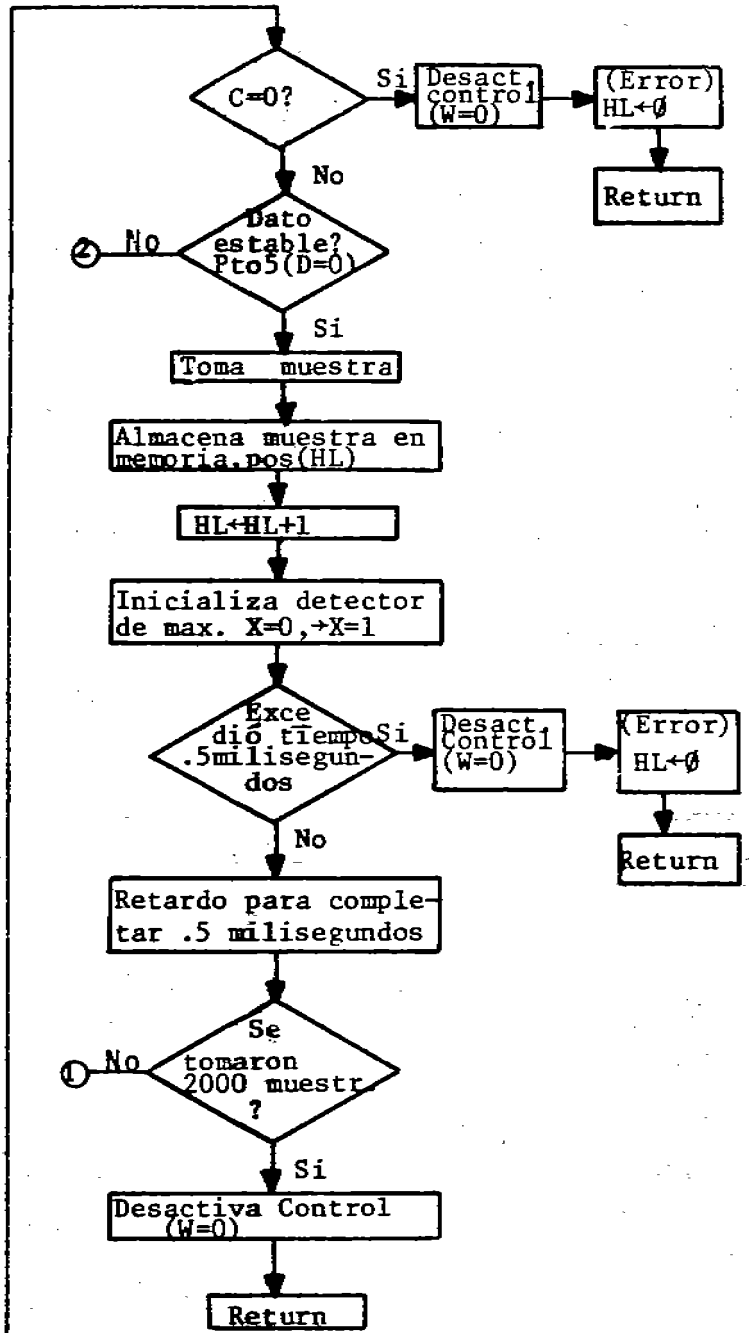 C=0?
Si
Desact.
control
(W=0)
(Error)
HL←Ø
Return
No
Dato
estable?
Pto5(D=0)
No
2
Si
Toma muestra
Almacena muestra en
memoria.pos(HL)
HL←HL+1
Inicializa detector
de max. X=0,→X=1
Exce
dió tiempo
.5milisegun-
dos
Si
Desact
Control
(W=0)
(Error)
HL←Ø
Return
No
Retardo para comple-
tar .5 milisegundos
Se
tomaron
2000 muestr.
?
No
1
Si
Desactiva Control
(W=0)
Return